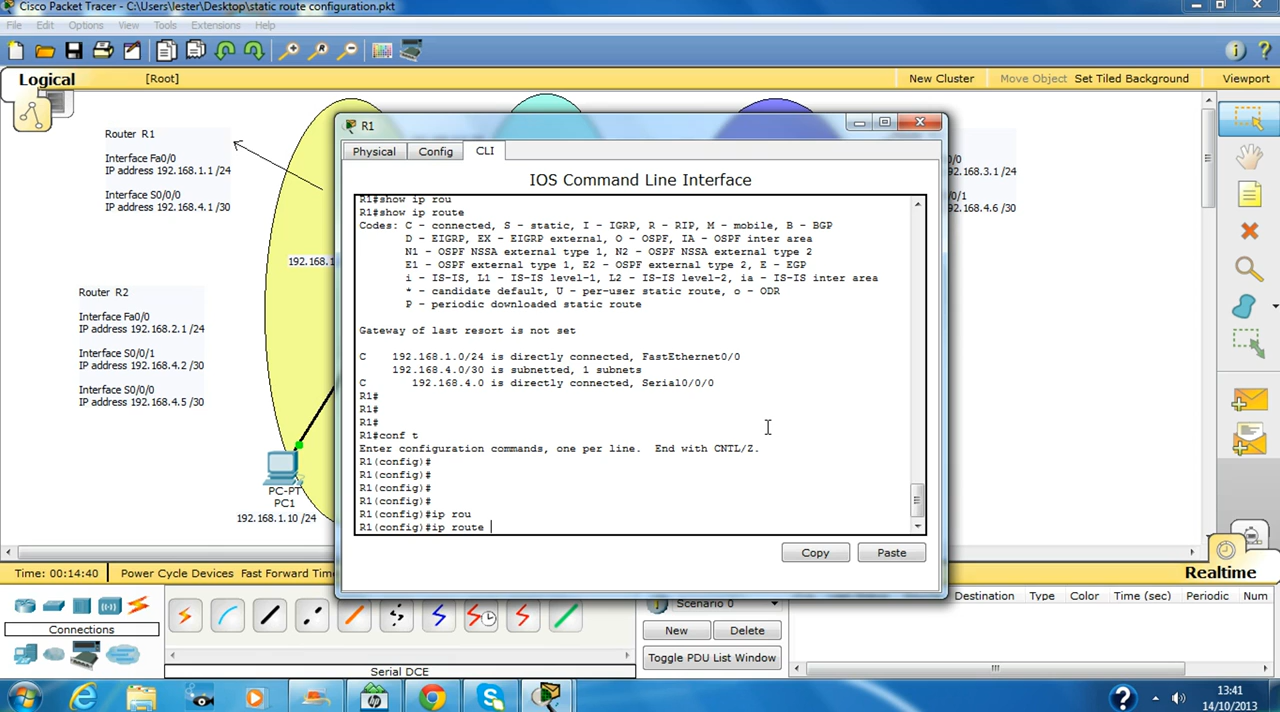 Cisco Packet Tracer - C:\Users\lester\Desktop\static route configuration.pkt
File Edit Options View Tools Extensions Help
Logical [Root] New Cluster Move Object Set Tiled Background Viewport
Router R1
Interface Fa0/0
IP address 192.168.1.1 /24
Interface S0/0/0
IP address 192.168.4.1 /30
192.168.1
Router R2
Interface Fa0/0
IP address 192.168.2.1 /24
Interface S0/0/1
IP address 192.168.4.2 /30
Interface S0/0/0
IP address 192.168.4.5 /30
PC-PT
PC1
192.168.1.10 /24
0/0
192.168.3.1 /24
0/1
192.168.4.6 /30
R1
Physical Config CLI
IOS Command Line Interface
R1#show ip rou
R1#show ip route
Codes: C - connected, S - static, I - IGRP, R - RIP, M - mobile, B - BGP
D - EIGRP, EX - EIGRP external, O - OSPF, IA - OSPF inter area
N1 - OSPF NSSA external type 1, N2 - OSPF NSSA external type 2
E1 - OSPF external type 1, E2 - OSPF external type 2, E - EGP
i - IS-IS, L1 - IS-IS level-1, L2 - IS-IS level-2, ia - IS-IS inter area
* - candidate default, U - per-user static route, o - ODR
P - periodic downloaded static route
Gateway of last resort is not set
C 192.168.1.0/24 is directly connected, FastEthernet0/0
192.168.4.0/30 is subnetted, 1 subnets
C 192.168.4.0 is directly connected, Serial0/0/0
R1#
R1#
R1#
R1#conf t
Enter configuration commands, one per line. End with CNTL/Z.
R1(config)#
R1(config)#
R1(config)#
R1(config)#
R1(config)#ip rou
R1(config)#ip route
Copy Paste
Time: 00:14:40 Power Cycle Devices Fast Forward Time
Realtime
Connections
Serial DCE
Scenario 0
New Delete
Toggle PDU List Window
Destination Type Color Time (sec) Periodic Num
13:41
14/10/2013